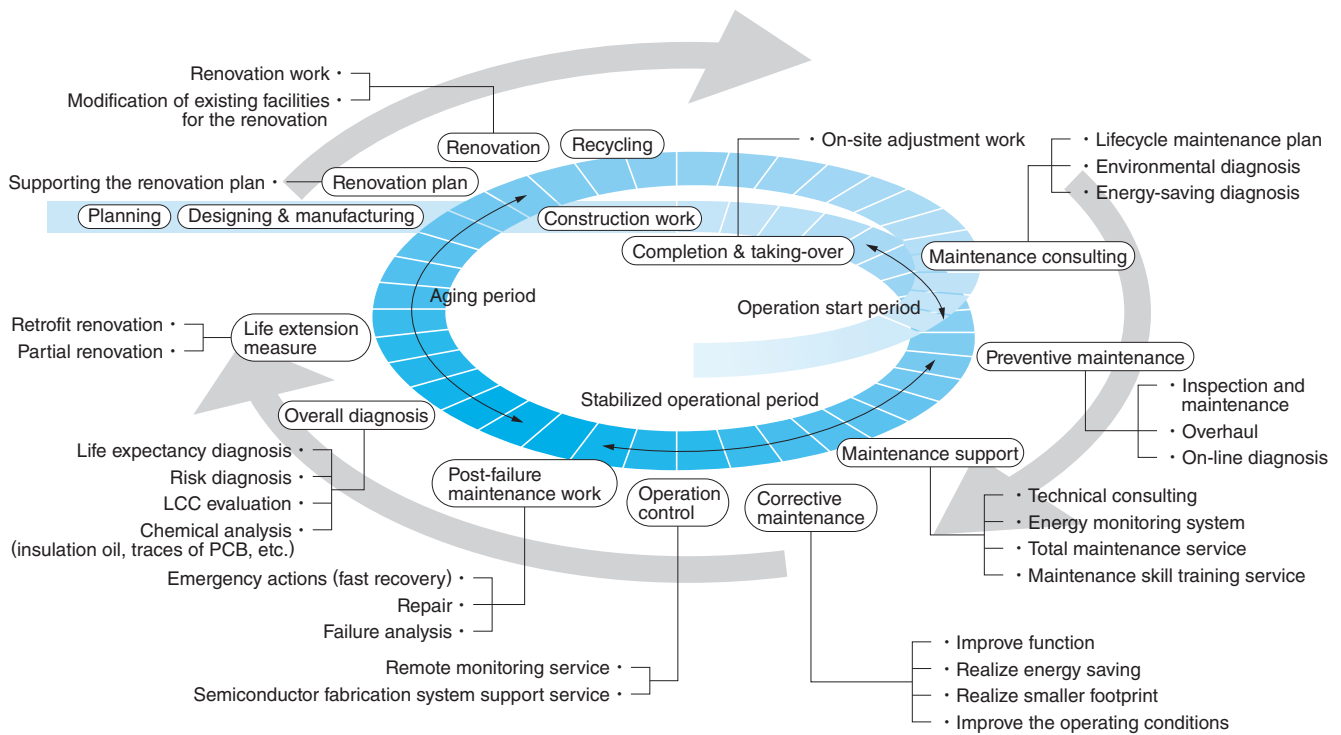 Renovation work ・
Modification of existing facilities ・
for the renovation
Renovation
Recycling
・ On-site adjustment work
・ Lifecycle maintenance plan
・ Environmental diagnosis
・ Energy-saving diagnosis
Supporting the renovation plan ・
Renovation plan
Planning
Designing & manufacturing
Construction work
Completion & taking-over
Maintenance consulting
Aging period
Operation start period
Retrofit renovation ・
Partial renovation ・
Life extension
measure
Preventive maintenance
・ Inspection and
maintenance
・ Overhaul
・ On-line diagnosis
Stabilized operational period
Overall diagnosis
Life expectancy diagnosis ・
Risk diagnosis ・
LCC evaluation ・
Chemical analysis ・
(insulation oil, traces of PCB, etc.)
Post-failure
maintenance work
Operation
control
Corrective
maintenance
Maintenance support
・ Technical consulting
・ Energy monitoring system
・ Total maintenance service
・ Maintenance skill training service
Emergency actions (fast recovery) ・
Repair ・
Failure analysis ・
Remote monitoring service ・
Semiconductor fabrication system support service ・
・ Improve function
・ Realize energy saving
・ Realize smaller footprint
・ Improve the operating conditions